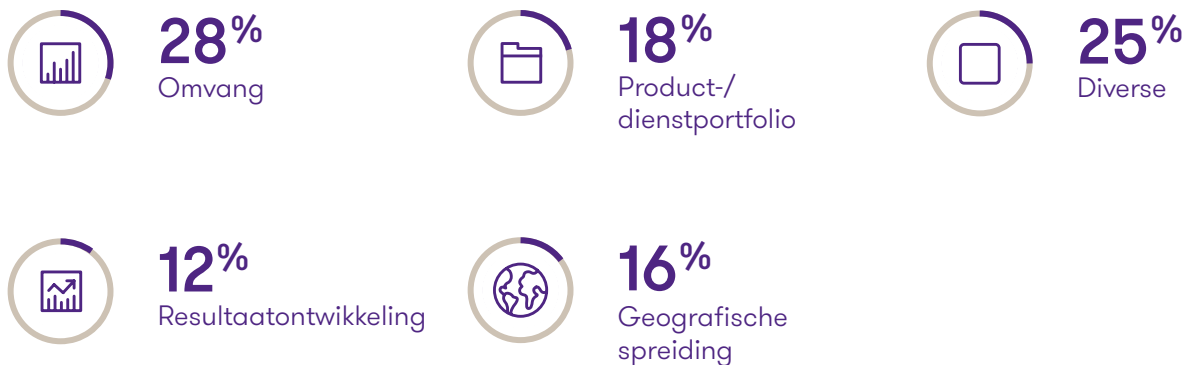 28%
Omvang
18%
Product-/
dienstportfolio
25%
Diverse
12%
Resultaatontwikkeling
16%
Geografische
spreiding